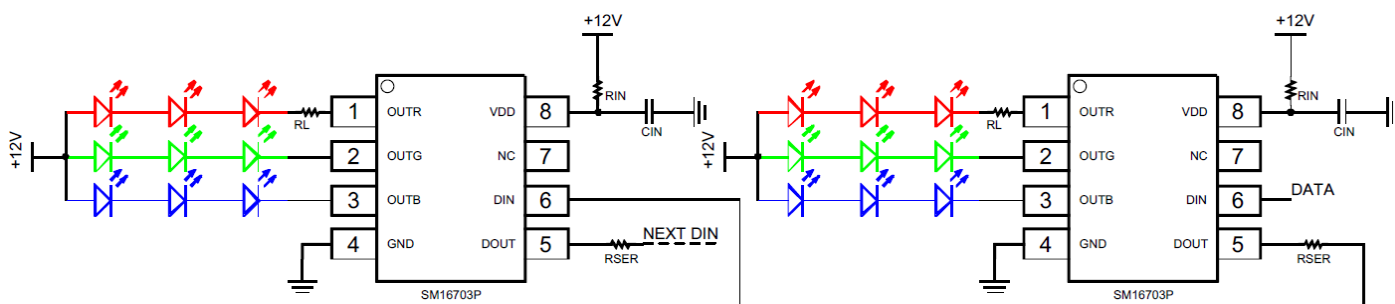 +12V
+12V
RL
1
2
3
4
OUTR
OUTG
OUTB
GND
VDD
NC
DIN
DOUT
8
7
6
5
RIN
CIN
RSER
NEXT DIN
SM16703P
+12V
+12V
RL
1
2
3
4
OUTR
OUTG
OUTB
GND
VDD
NC
DIN
DOUT
8
7
6
5
RIN
CIN
DATA
RSER
SM16703P